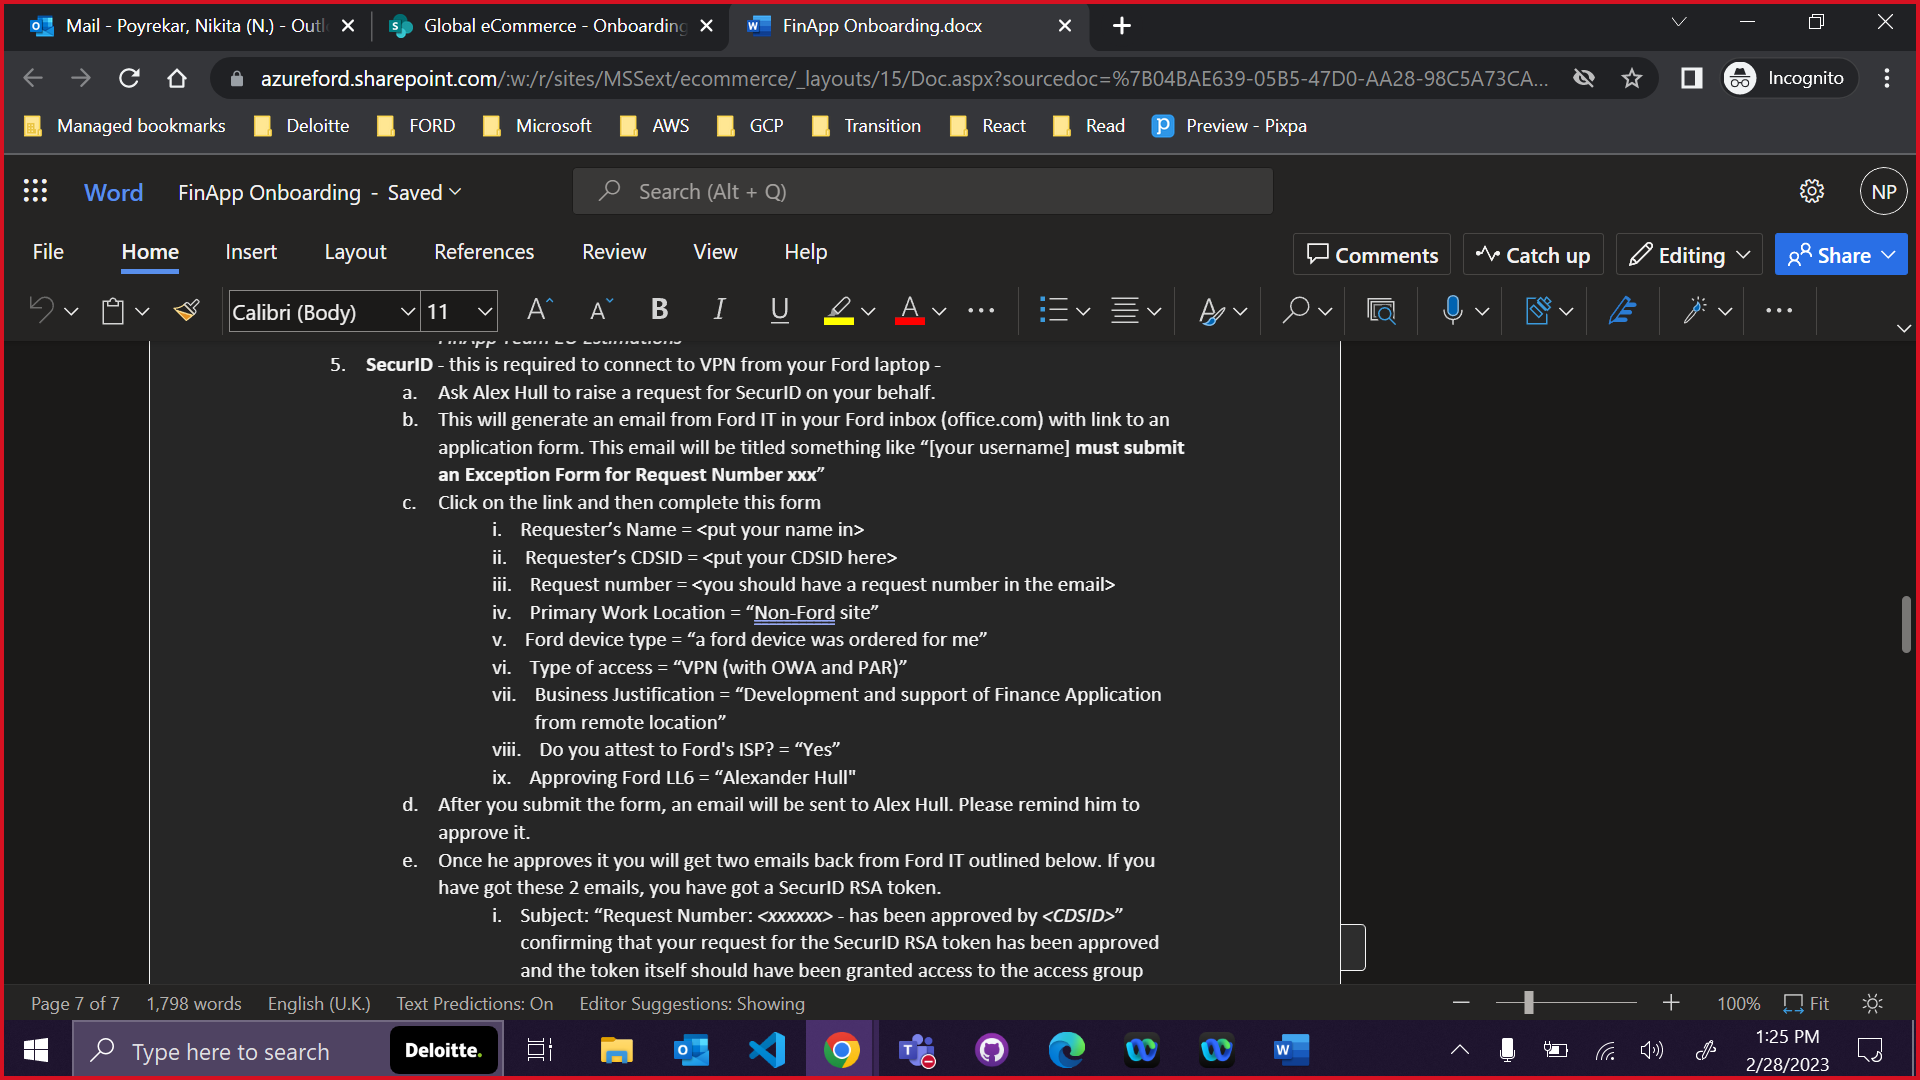 Mail - Poyrekar, Nikita (N.) - Outl
Global eCommerce - Onboarding
FinApp Onboarding.docx
azureford.sharepoint.com/:w:/r/sites/MSSext/ecommerce/_layouts/15/Doc.aspx?sourcedoc=%7B04BAE639-05B5-47D0-AA28-98C5A73CA...
Incognito
Managed bookmarks
Deloitte
FORD
Microsoft
AWS
GCP
Transition
React
Read
Preview - Pixpa
Word
FinApp Onboarding - Saved
Search (Alt + Q)
NP
File
Home
Insert
Layout
References
Review
View
Help
Comments
Catch up
Editing
Share
Calibri (Body)
11
FinApp Team EU Estimations
5. SecurID - this is required to connect to VPN from your Ford laptop -
a. Ask Alex Hull to raise a request for SecurID on your behalf.
b. This will generate an email from Ford IT in your Ford inbox (office.com) with link to an
application form. This email will be titled something like “[your username] must submit
an Exception Form for Request Number xxx”
c. Click on the link and then complete this form
i. Requester’s Name = <put your name in>
ii. Requester’s CDSID = <put your CDSID here>
iii. Request number = <you should have a request number in the email>
iv. Primary Work Location = “Non-Ford site”
v. Ford device type = “a ford device was ordered for me”
vi. Type of access = “VPN (with OWA and PAR)”
vii. Business Justification = “Development and support of Finance Application
from remote location”
viii. Do you attest to Ford's ISP? = “Yes”
ix. Approving Ford LL6 = “Alexander Hull"
d. After you submit the form, an email will be sent to Alex Hull. Please remind him to
approve it.
e. Once he approves it you will get two emails back from Ford IT outlined below. If you
have got these 2 emails, you have got a SecurID RSA token.
i. Subject: “Request Number: <xxxxxx> - has been approved by <CDSID>”
confirming that your request for the SecurID RSA token has been approved
and the token itself should have been granted access to the access group
Page 7 of 7
1,798 words
English (U.K.)
Text Predictions: On
Editor Suggestions: Showing
100%
Fit
Type here to search
Deloitte.
1:25 PM
2/28/2023